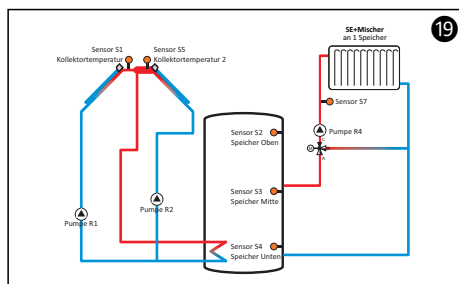 19
SE+Mischer
an 1 Speicher
Sensor S1
Kollektortemperatur
Sensor S5
Kollektortemperatur 2
Sensor S7
Pumpe R4
C
M
A
Sensor S2
Speicher Oben
Sensor S3
Speicher Mitte
Pumpe R1
Pumpe R2
Sensor S4
Speicher Unten